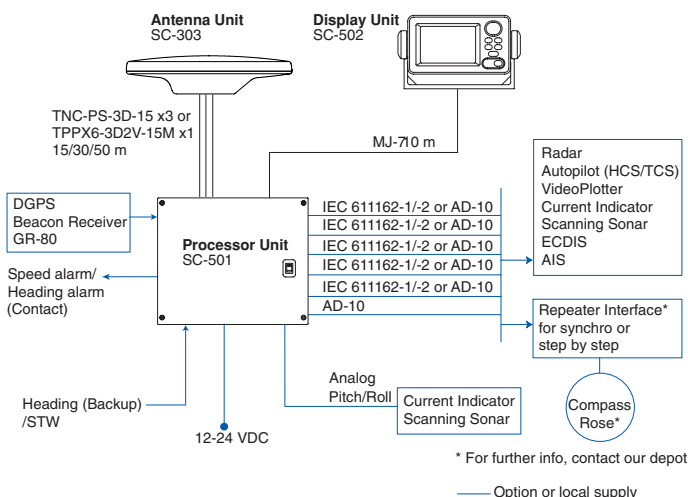 Antenna Unit
SC-303
Display Unit
SC-502
TNC-PS-3D-15 x3 or
TPPX6-3D2V-15M x1
15/30/50 m
MJ-710 m
Radar
Autopilot (HCS/TCS)
VideoPlotter
Current Indicator
Scanning Sonar
ECDIS
AIS
DGPS
Beacon Receiver
GR-80
Processor Unit
SC-501
IEC 611162-1/-2 or AD-10
IEC 611162-1/-2 or AD-10
IEC 611162-1/-2 or AD-10
IEC 611162-1/-2 or AD-10
IEC 611162-1/-2 or AD-10
AD-10
Speed alarm/
Heading alarm
(Contact)
Repeater Interface*
for synchro or
step by step
Heading (Backup)
/STW
12-24 VDC
Analog
Pitch/Roll
Current Indicator
Scanning Sonar
Compass
Rose*
* For further info, contact our depot
Option or local supply